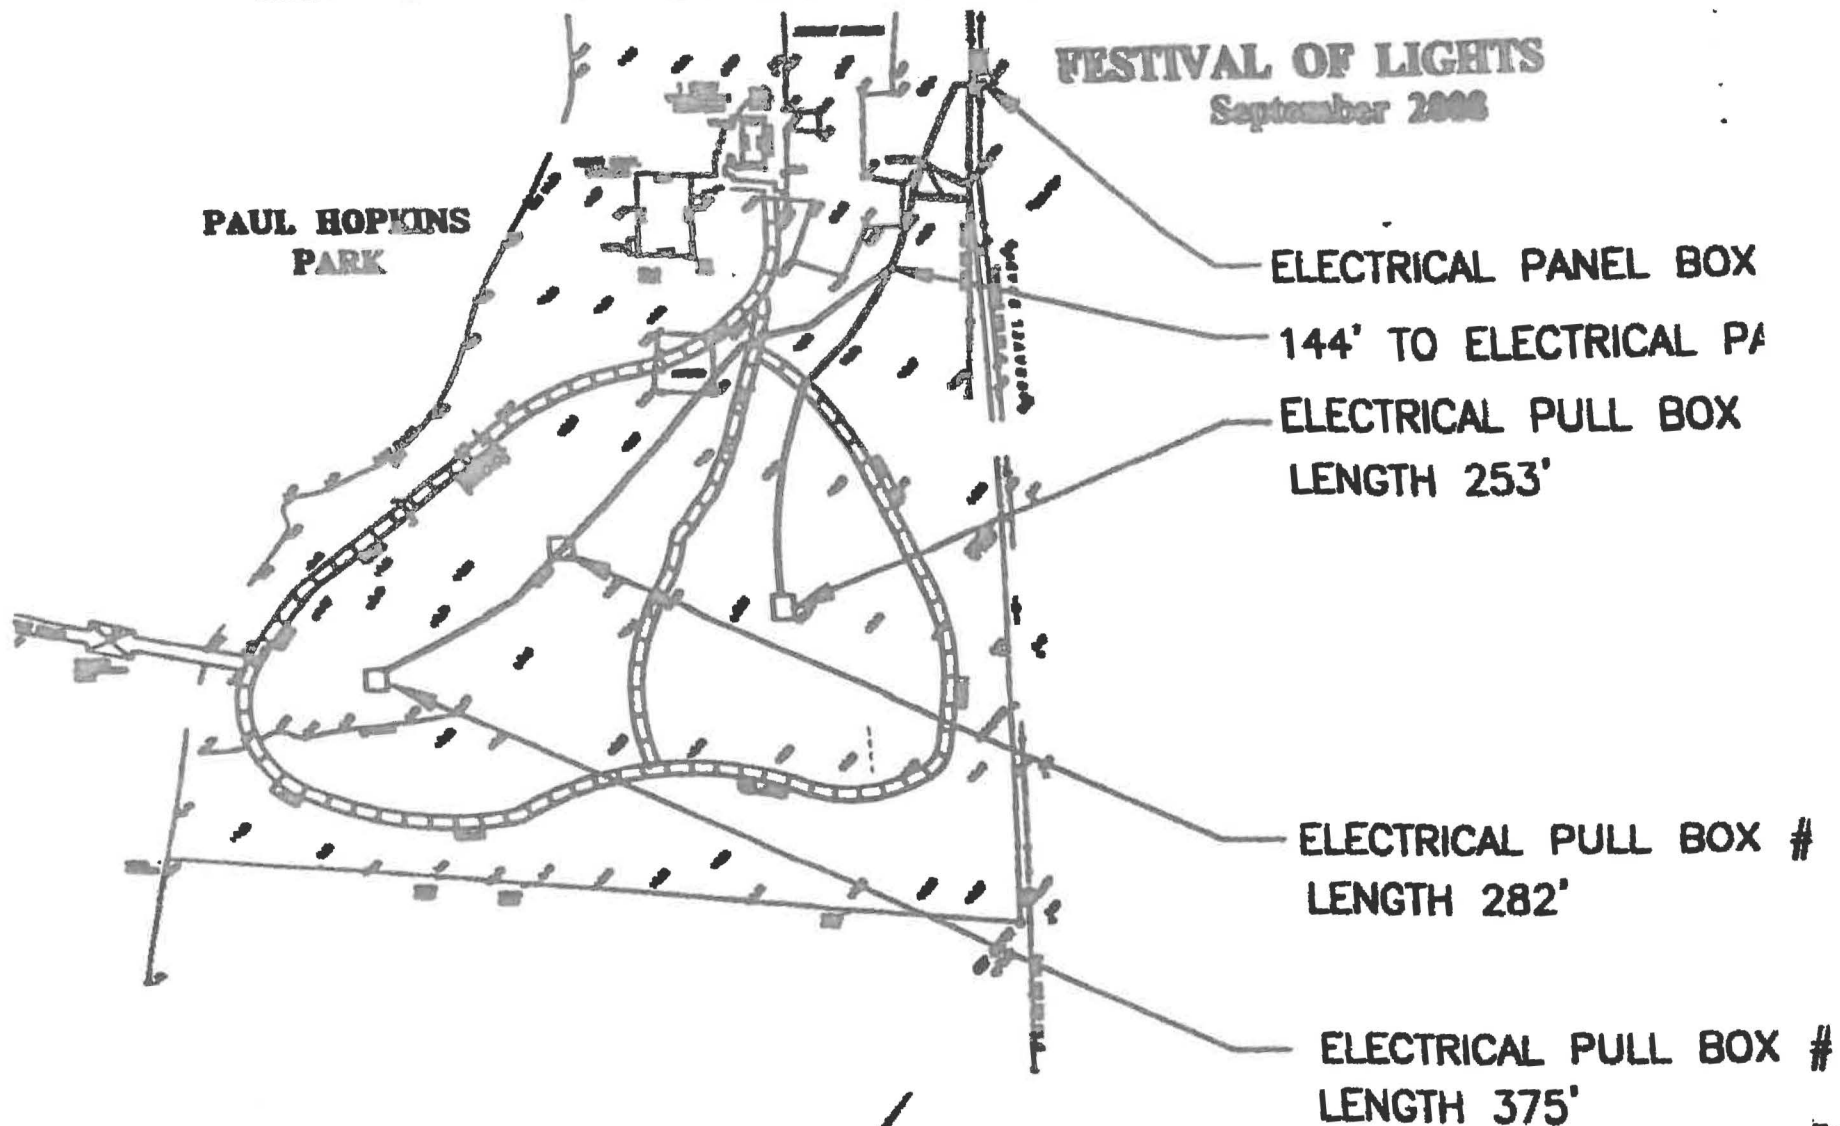 FESTIVAL OF LIGHTS
September
PAUL HOPKINS
PARK
ELECTRICAL PANEL BOX
144' TO ELECTRICAL PA
ELECTRICAL PULL BOX
LENGTH 253'
ELECTRICAL PULL BOX #
LENGTH 282'
ELECTRICAL PULL BOX #
LENGTH 375'